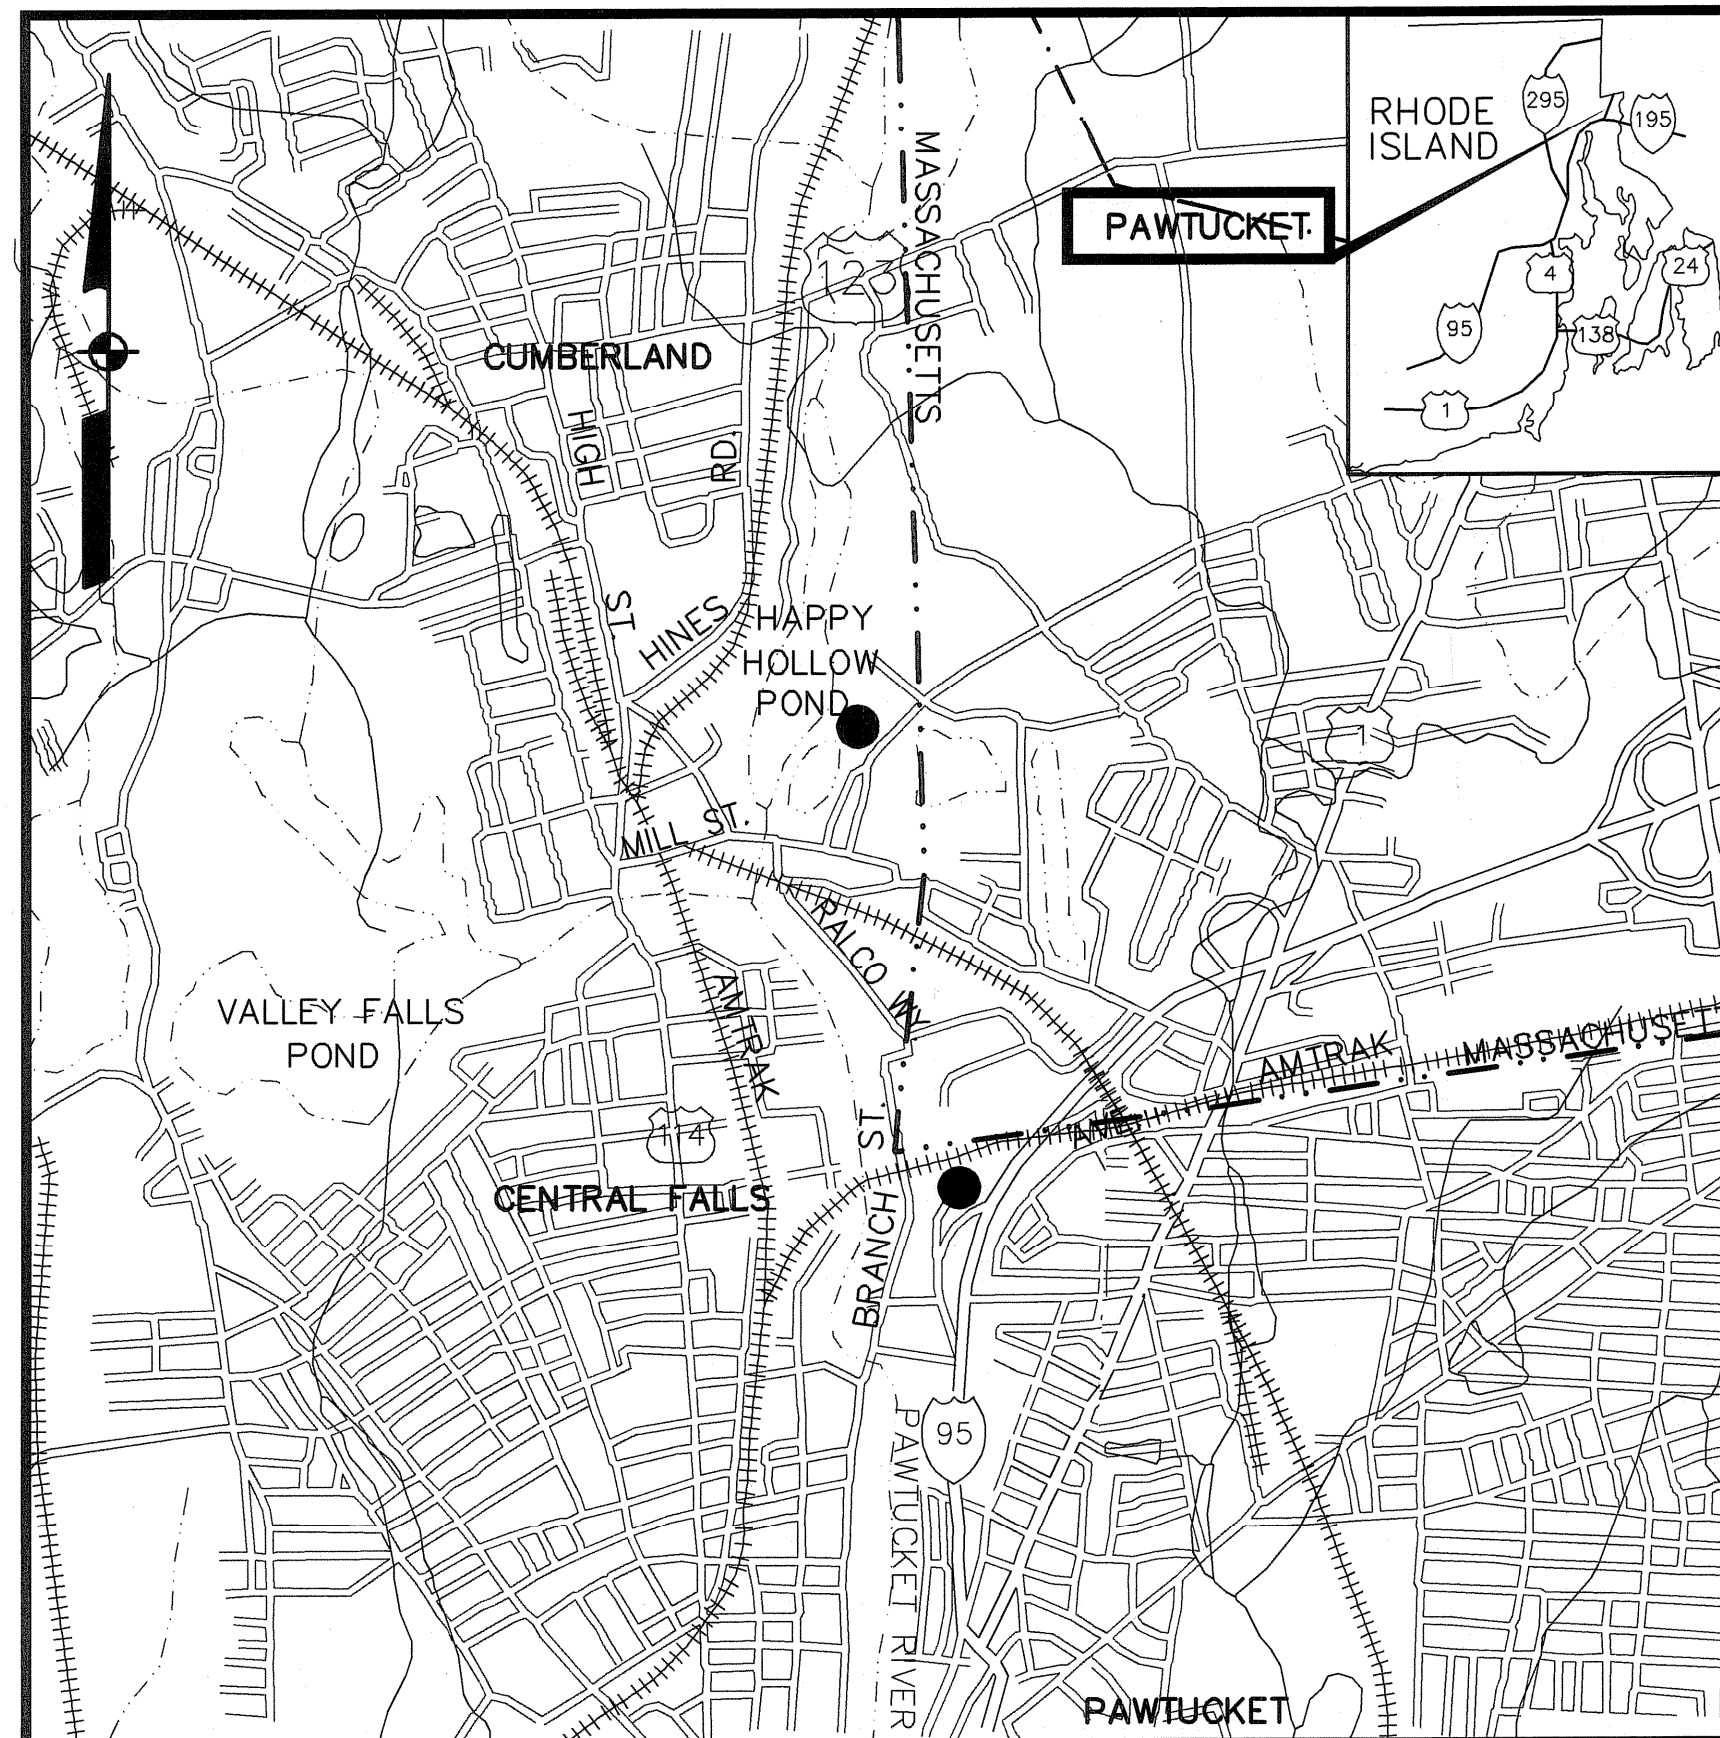 RHODE
ISLAND
295
195
PAWTUCKET
4
24
95
138
1
MASSACHUSETTS
123
CUMBERLAND
HIGH
RD.
ST.
HINES
HAPPY
HOLLOW
POND
1
MILL ST.
RALCO WY.
VALLEY FALLS
POND
AMTRAK
AMTRAK
MASSACHUSET
AVE.
114
BRANCH ST.
CENTRAL FALLS
95
PAWTUCKET RIVER
PAWTUCKET